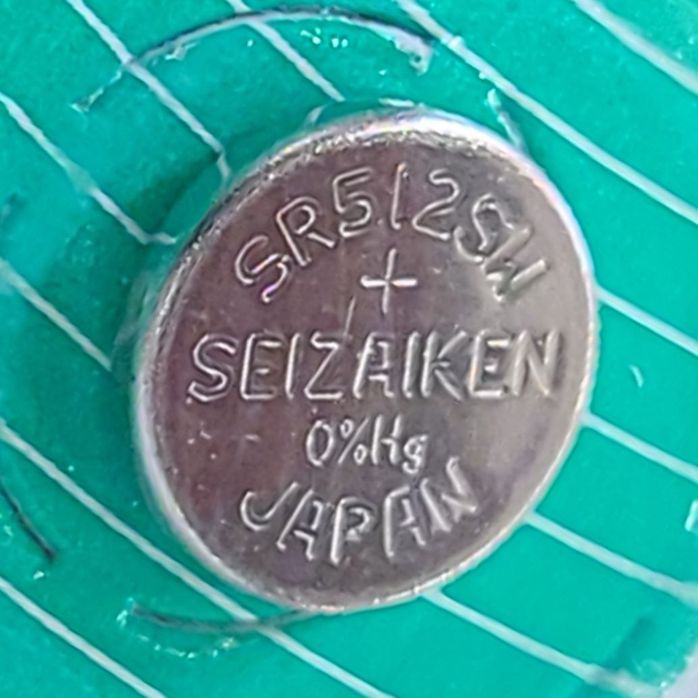 SR512SW
+
SEIZAIKEN
0%Hg
JAPAN